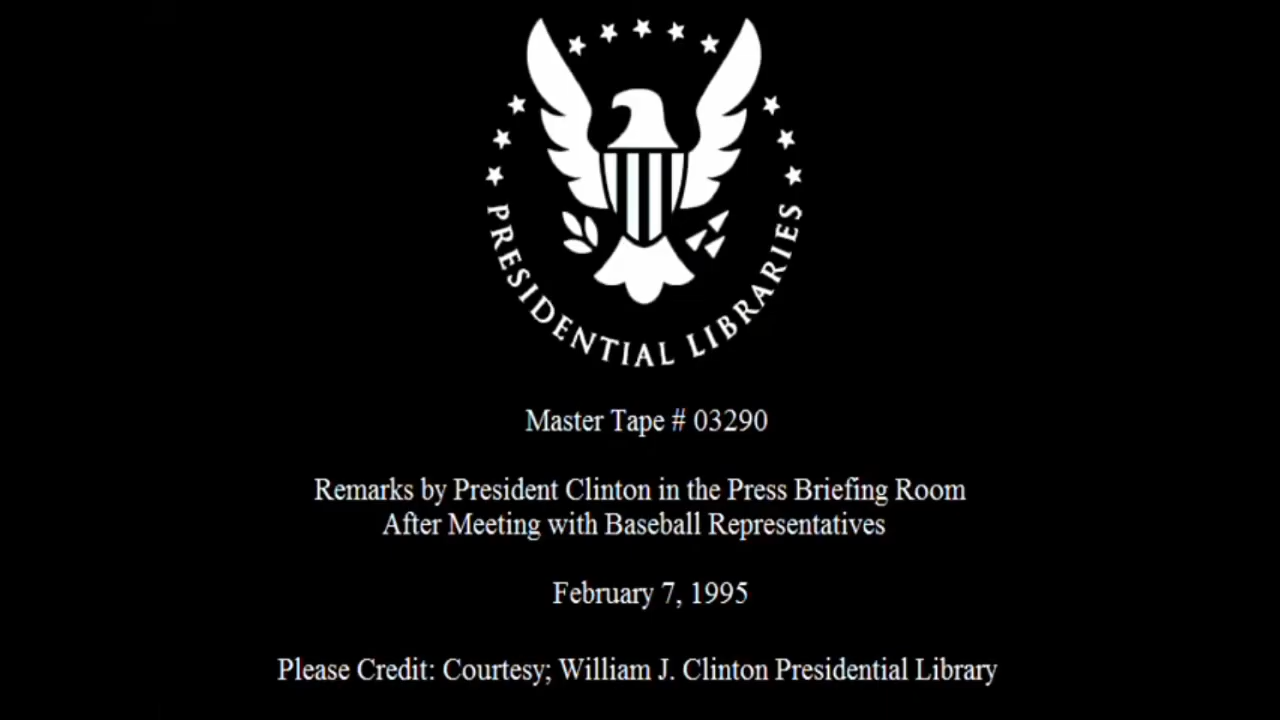 PRESIDENTIAL LIBRARIES
Master Tape # 03290
Remarks by President Clinton in the Press Briefing Room
After Meeting with Baseball Representatives
February 7, 1995
Please Credit: Courtesy; William J. Clinton Presidential Library